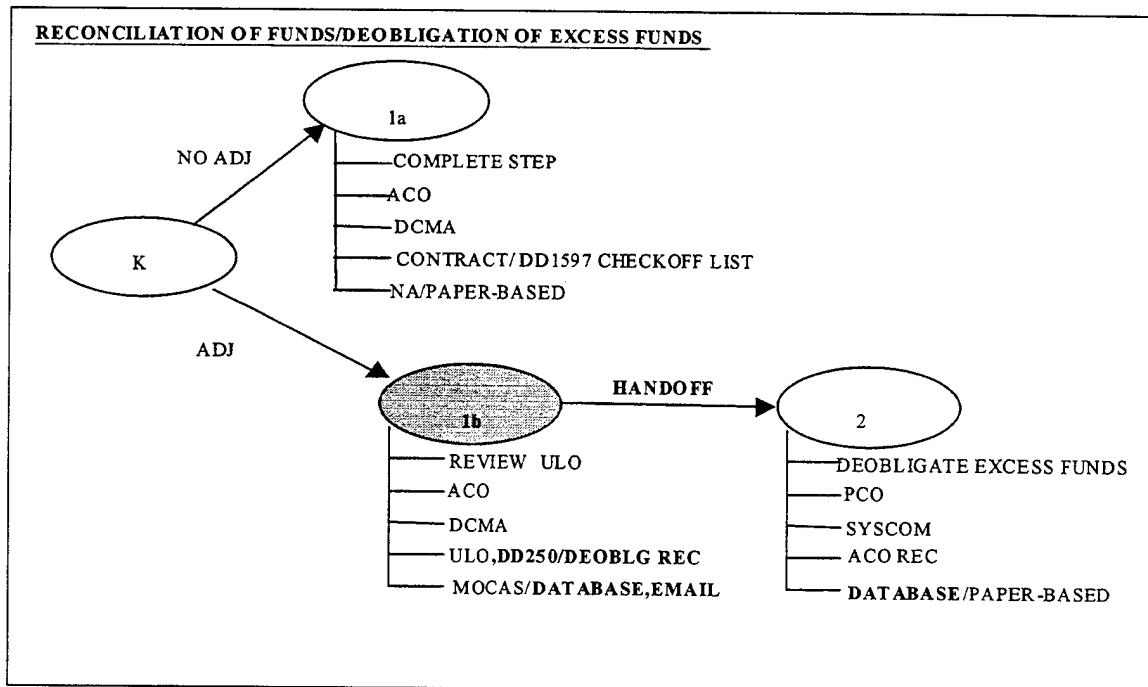 RECONCILIATION OF FUNDS/DEOBLIGATION OF EXCESS FUNDS
1a
NO ADJ
COMPLETE STEP
ACO
DCMA
K
CONTRACT/DD1597 CHECKOFF LIST
NA/PAPER-BASED
ADJ
HANDOFF
1b
2
REVIEW ULO
ACO
DCMA
ULO,DD250/DEOBLG REC
MOCAS/DATABASE,EMAIL
DEOBLIGATE EXCESS FUNDS
PCO
SYSCOM
ACO REC
DATABASE/PAPER-BASED